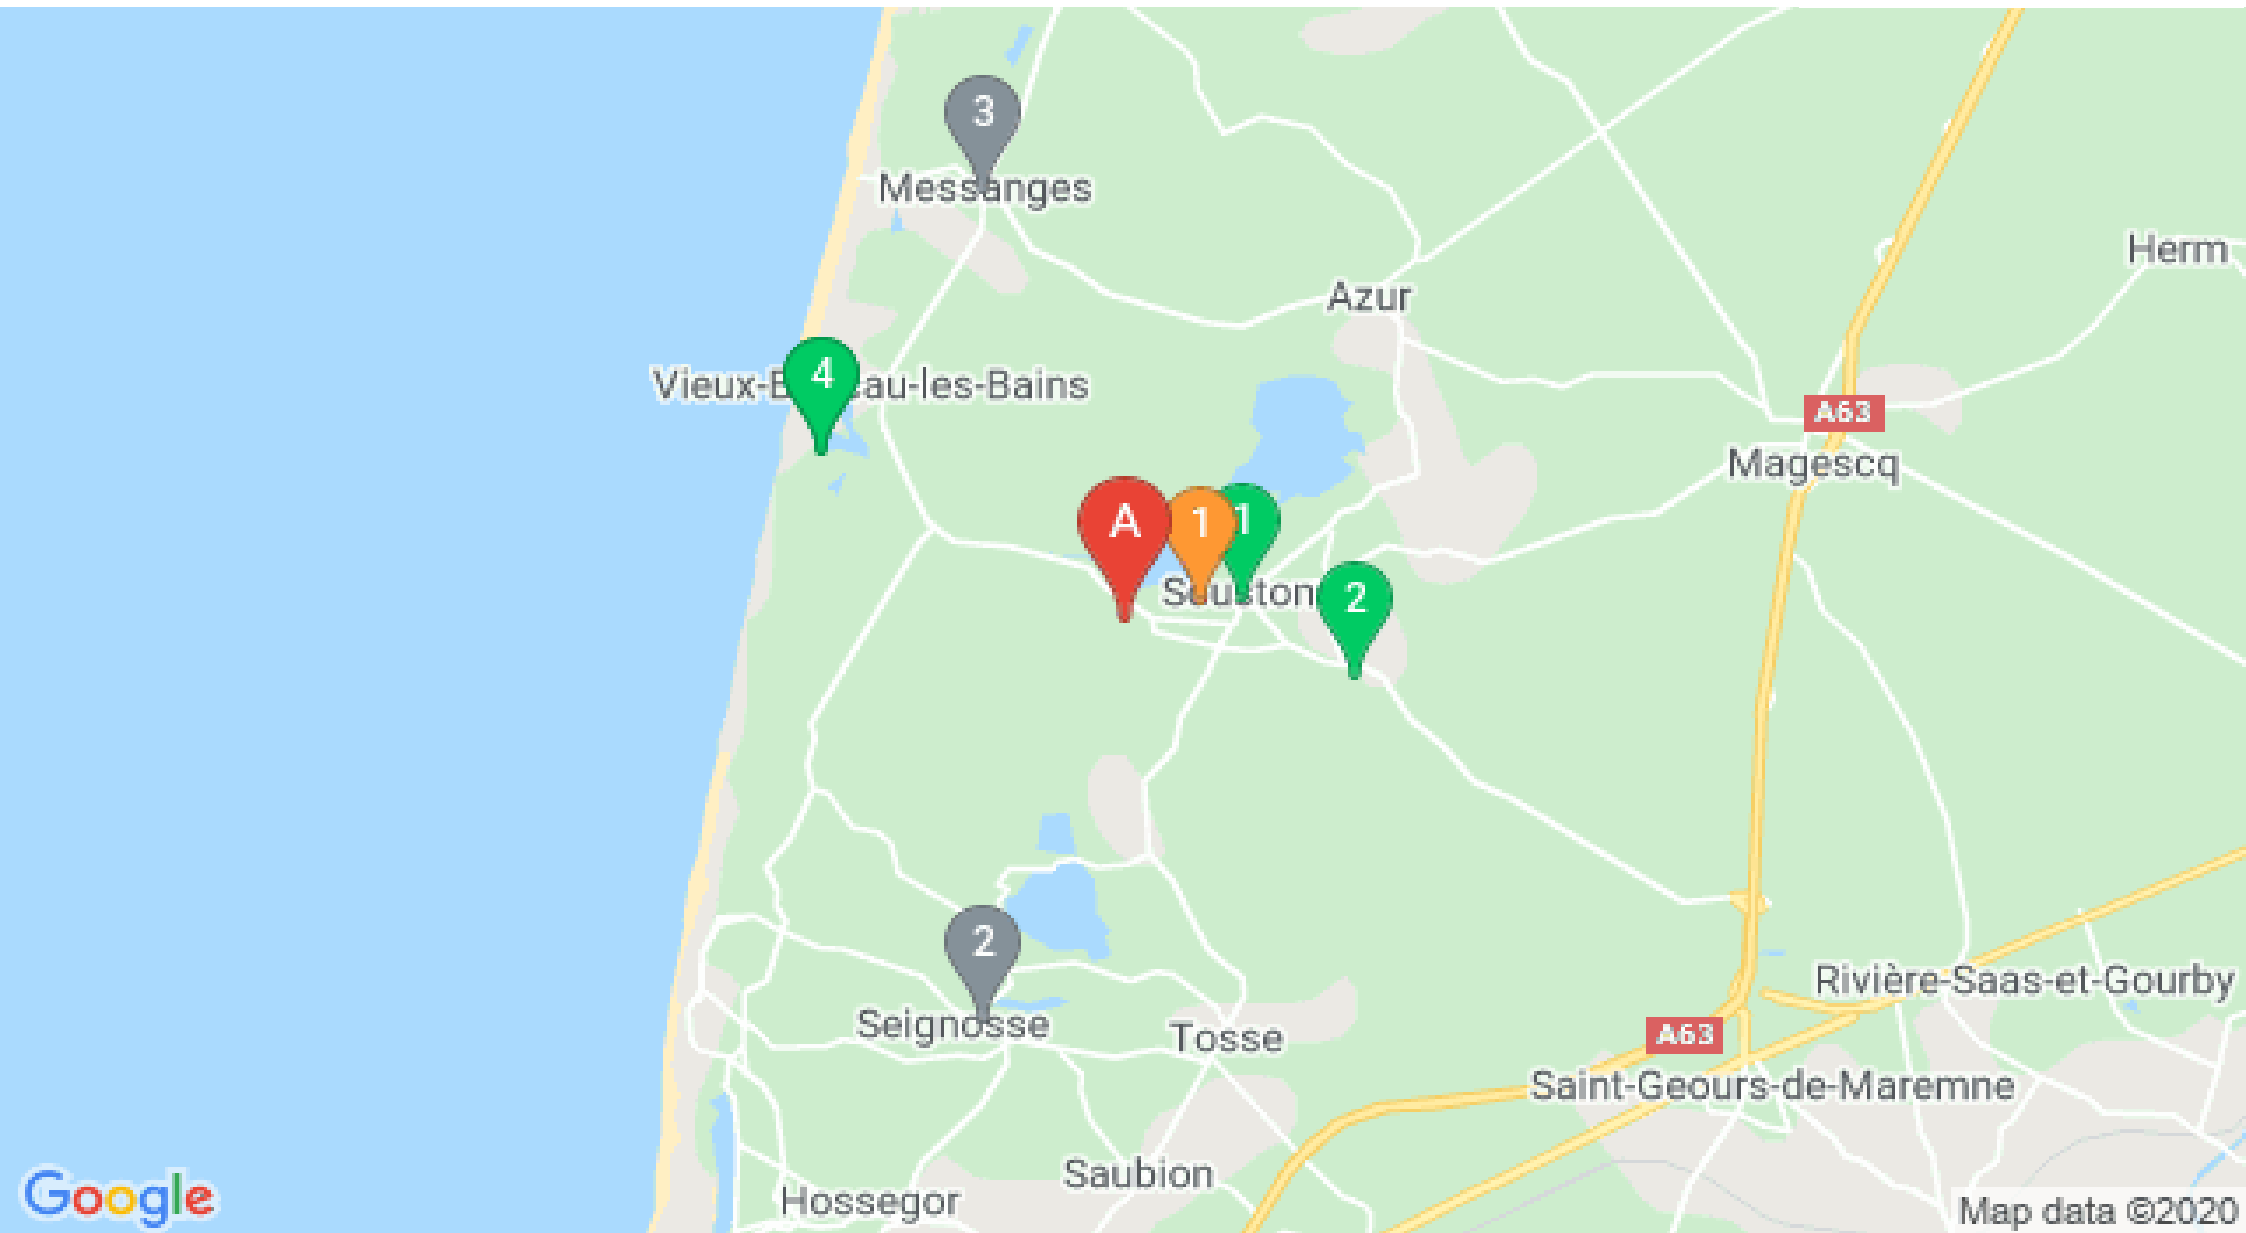 3
Messanges
Herm
Azur
4
Vieux-B
au-les-Bains
A63
Magescq
A
1
1
Souston
2
2
Seignosse
Tosse
Rivière-Saas-et-Gourby
A63
Saint-Geours-de-Maremne
Saubion
Hossegor
Google
Map data ©2020